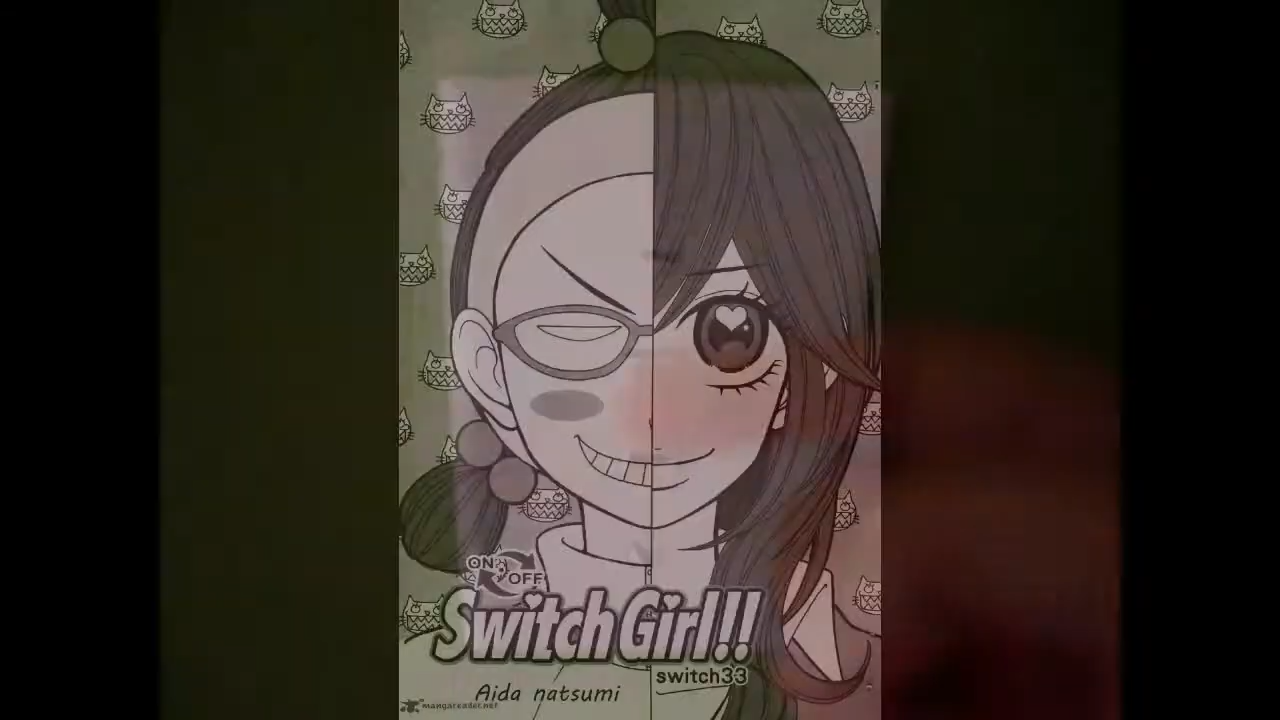 ON
OFF
Switch Girl!!
switch33
Aida natsumi
mangareader.net